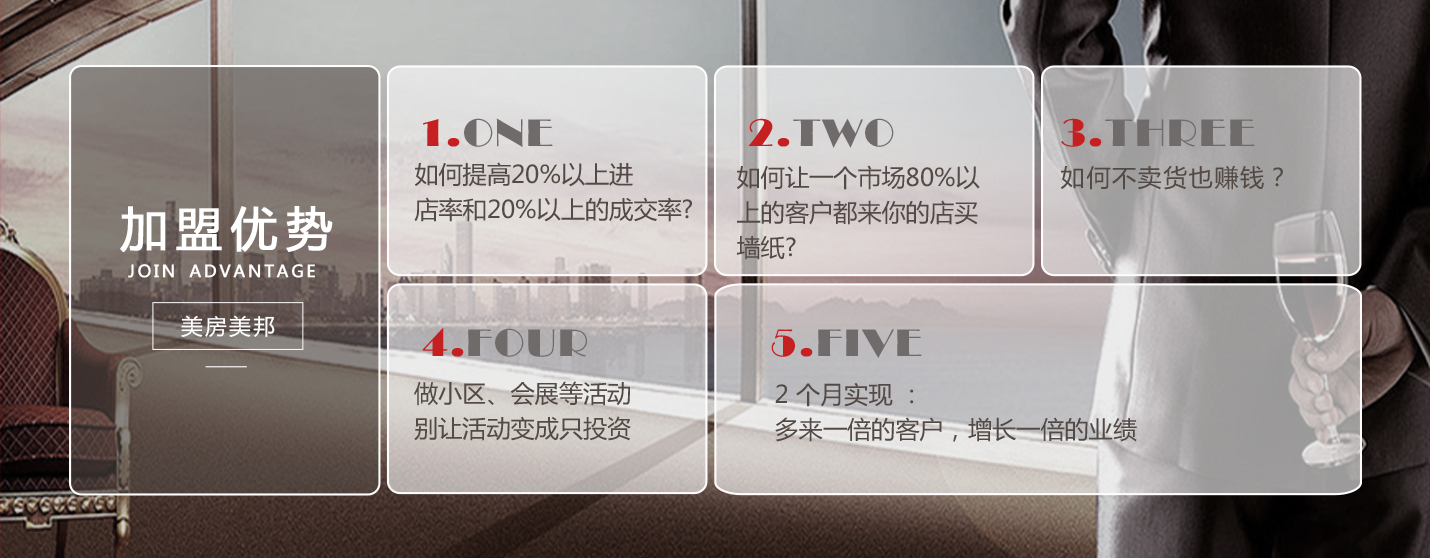 加盟优势
JOIN ADVANTAGE
美房美邦
1.ONE
如何提高20%以上进
店率和20%以上的成交率?
2.TWO
如何让一个市场80%以
上的客户都来你的店买
墙纸?
3.THREE
如何不卖货也赚钱？
4.FOUR
做小区、会展等活动
别让活动变成只投资
5.FIVE
2 个月实现 ：
多来一倍的客户，增长一倍的业绩